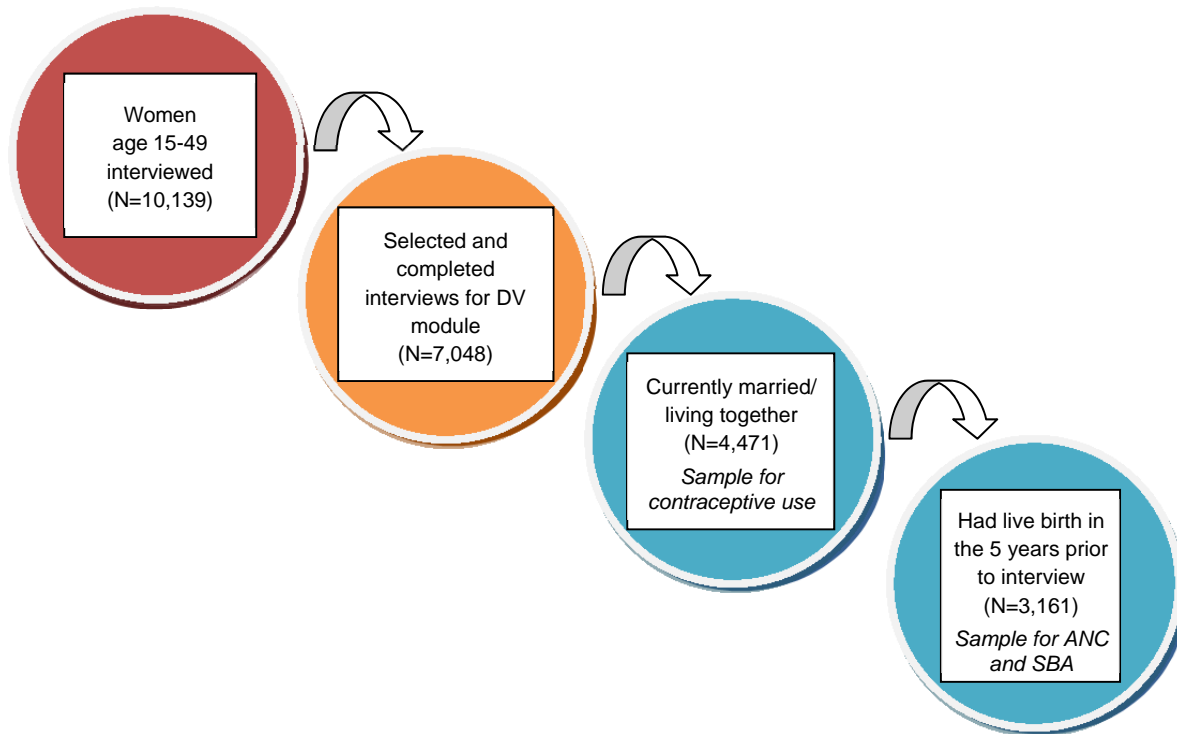 Women
age 15-49
interviewed
(N=10,139)
Selected and
completed
interviews for DV
module
(N=7,048)
Currently married/
living together
(N=4,471)
Sample for
contraceptive use
Had live birth in
the 5 years prior
to interview
(N=3,161)
Sample for ANC
and SBA